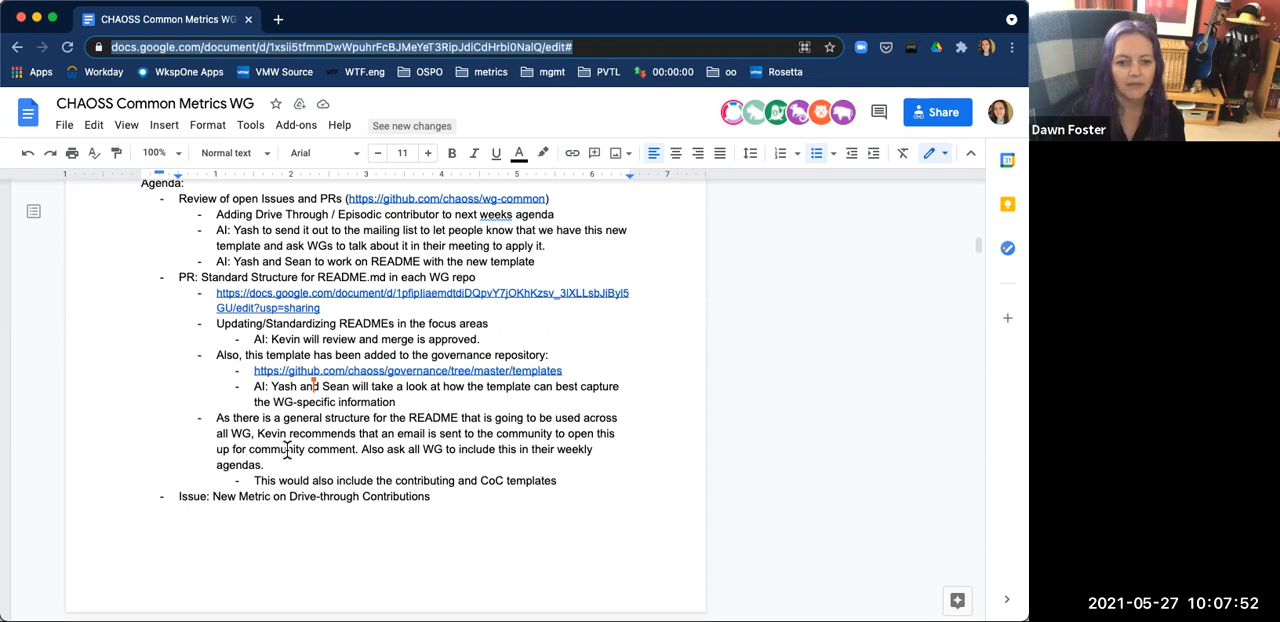 CHAOSS Common Metrics WG
docs.google.com/document/d/1xsii5tfmmDwWpuhrFcBJMeYeT3RipJdiCdHrbi0NalQ/edit#
Apps Workday WkspOne Apps VMW Source WTF.eng OSPO metrics mgmt PVTL 00:00:00 oo Rosetta
CHAOSS Common Metrics WG
File Edit View Insert Format Tools Add-ons Help See new changes
Share
100% Normal text Arial 11
1 1 2 3 4 5 6 7
Agenda:
- Review of open Issues and PRs (https://github.com/chaoss/wg-common)
- Adding Drive Through / Episodic contributor to next weeks agenda
- AI: Yash to send it out to the mailing list to let people know that we have this new
template and ask WGs to talk about it in their meeting to apply it.
- AI: Yash and Sean to work on README with the new template
- PR: Standard Structure for README.md in each WG repo
- https://docs.google.com/document/d/1pfipIiaemdtdiDQpvY7jOKhKzsv_3lXLLsbJiByl5
GU/edit?usp=sharing
- Updating/Standardizing READMEs in the focus areas
- AI: Kevin will review and merge is approved.
- Also, this template has been added to the governance repository:
- https://github.com/chaoss/governance/tree/master/templates
- AI: Yash and Sean will take a look at how the template can best capture
the WG-specific information
- As there is a general structure for the README that is going to be used across
all WG, Kevin recommends that an email is sent to the community to open this
up for community comment. Also ask all WG to include this in their weekly
agendas.
- This would also include the contributing and CoC templates
- Issue: New Metric on Drive-through Contributions
Dawn Foster
2021-05-27 10:07:52